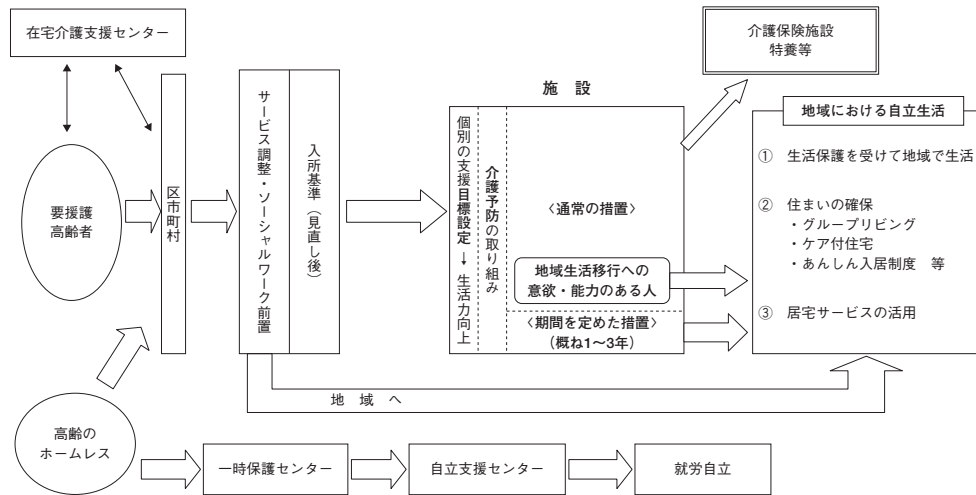 在宅介護支援センター
介護保険施設
特養等
要援護
高齢者
区市町村
サービス調整・ソーシャルワーク前置
入所基準(見直し後)
施 設
個別の支援目標設定 → 生活力向上
介護予防の取り組み
〈通常の措置〉
地域生活移行への
意欲・能力のある人
〈期間を定めた措置〉
(概ね1〜3年)
地域における自立生活
① 生活保護を受けて地域で生活
② 住まいの確保
・グループリビング
・ケア付住宅
・あんしん入居制度 等
③ 居宅サービスの活用
地 域 へ
高齢の
ホームレス
一時保護センター
自立支援センター
就労自立